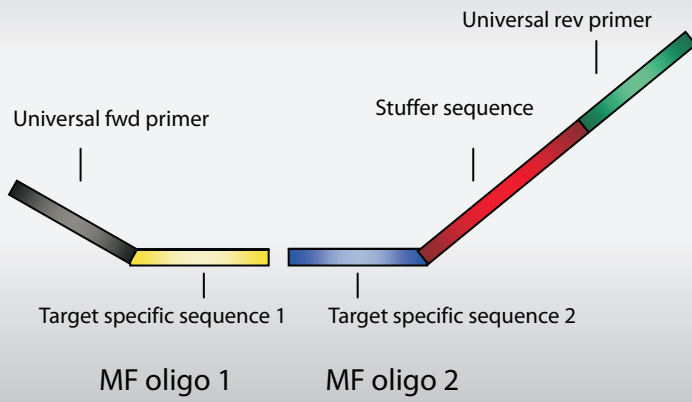 Universal rev primer
Stuffer sequence
Universal fwd primer
Target specific sequence 1
Target specific sequence 2
MF oligo 1
MF oligo 2